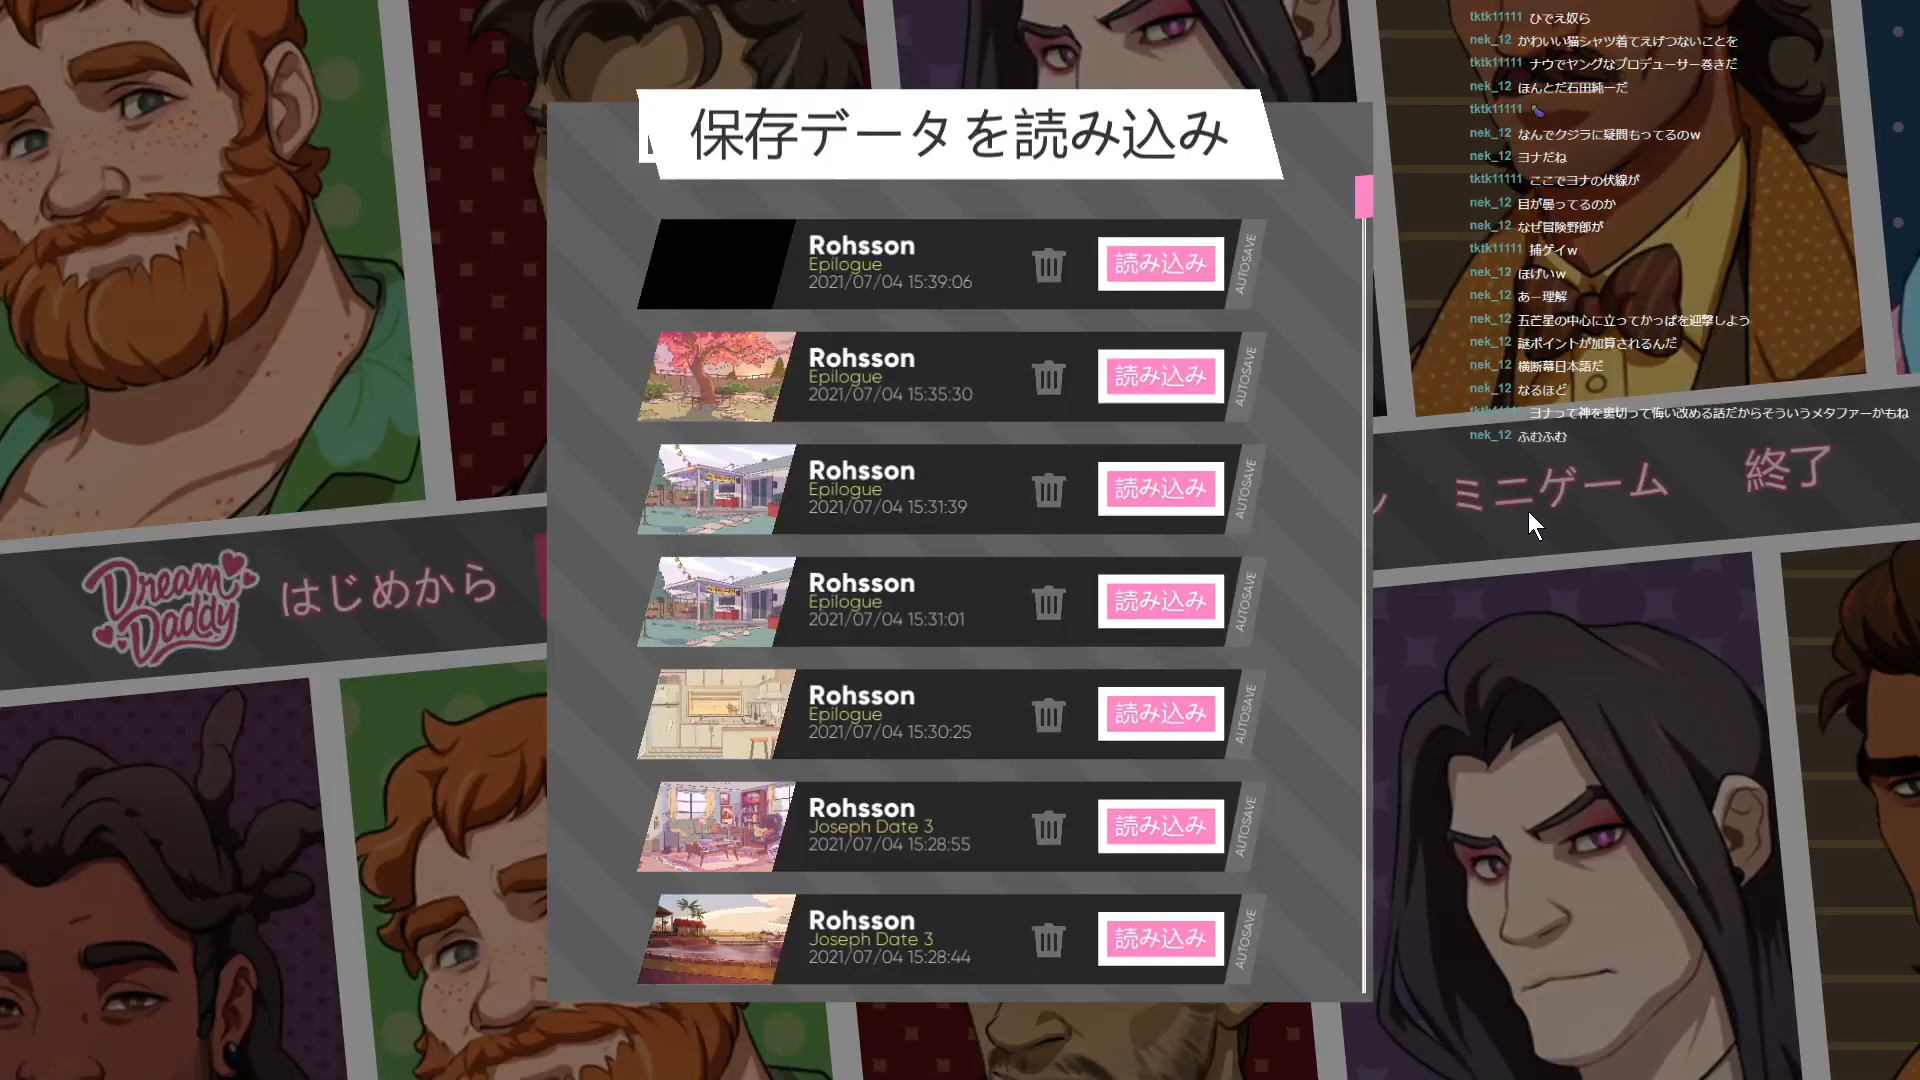 保存データを読み込み
Rohsson
Epilogue
2021/07/04 15:39:06
読み込み
AUTOSAVE
Rohsson
Epilogue
2021/07/04 15:35:30
読み込み
AUTOSAVE
Rohsson
Epilogue
2021/07/04 15:31:39
読み込み
AUTOSAVE
Rohsson
Epilogue
2021/07/04 15:31:01
読み込み
AUTOSAVE
Rohsson
Epilogue
2021/07/04 15:30:25
読み込み
AUTOSAVE
Rohsson
Joseph Date 3
2021/07/04 15:28:55
読み込み
AUTOSAVE
Rohsson
Joseph Date 3
2021/07/04 15:28:44
読み込み
AUTOSAVE
Dream Daddy
はじめから
ミニゲーム
終了
tktk11111 ひでえ奴ら
nek_12 かわいい猫シャツ着てえげつないことを
tktk11111 ナウでヤングなプロデューサー巻きだ
nek_12 ほんとだ石田純一だ
tktk11111 🍆
nek_12 なんでクジラに疑問もってるのw
nek_12 ヨナだね
tktk11111 ここでヨナの伏線が
nek_12 目が曇ってるのか
nek_12 なぜ冒険野郎が
tktk11111 捕ゲイw
nek_12 ほげいw
nek_12 あー理解
nek_12 五芒星の中心に立ってかっぱを迎撃しよう
nek_12 謎ポイントが加算されるんだ
nek_12 横断幕日本語だ
nek_12 なるほど
tktk11111 ヨナって神を裏切って悔い改める話だからそういうメタファーかもね
nek_12 ふむふむ